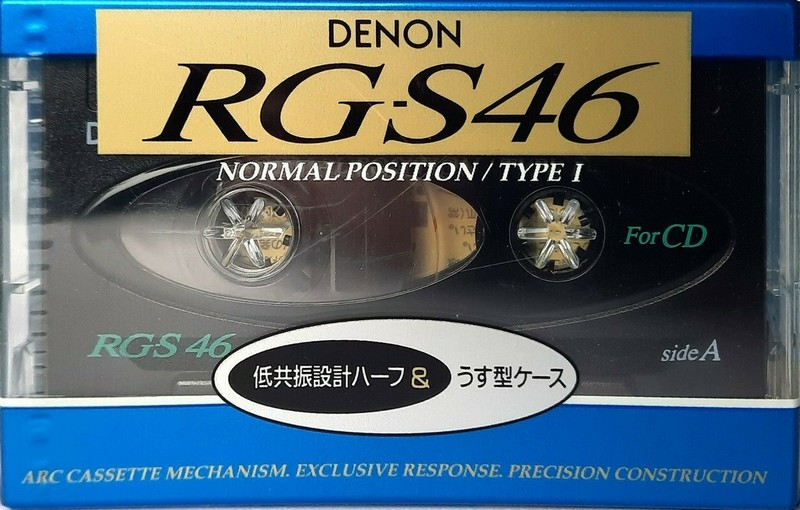 DENON
RG-S46
NORMAL POSITION / TYPE I
For CD
RG-S 46
side A
低共振設計ハーフ & うす型ケース
ARC CASSETTE MECHANISM. EXCLUSIVE RESPONSE. PRECISION CONSTRUCTION